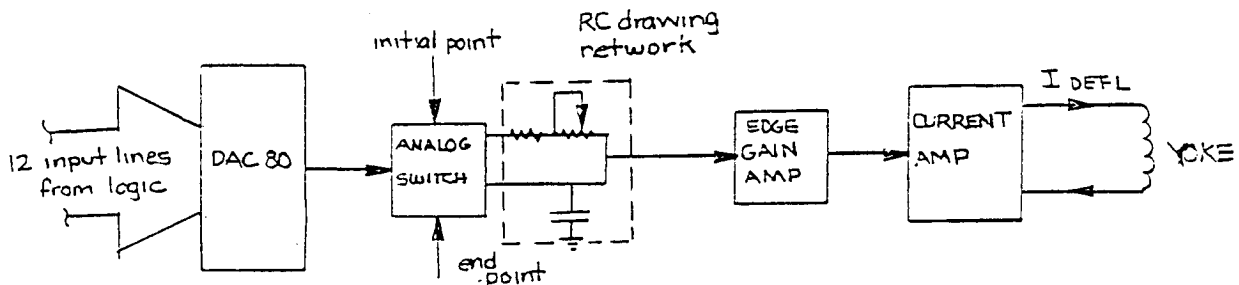 RC drawing
network
initial point
I DEFL
12 input lines
from logic
DAC 80
ANALOG
SWITCH
EDGE
GAIN
AMP
CURRENT
AMP
YOKE
end
point